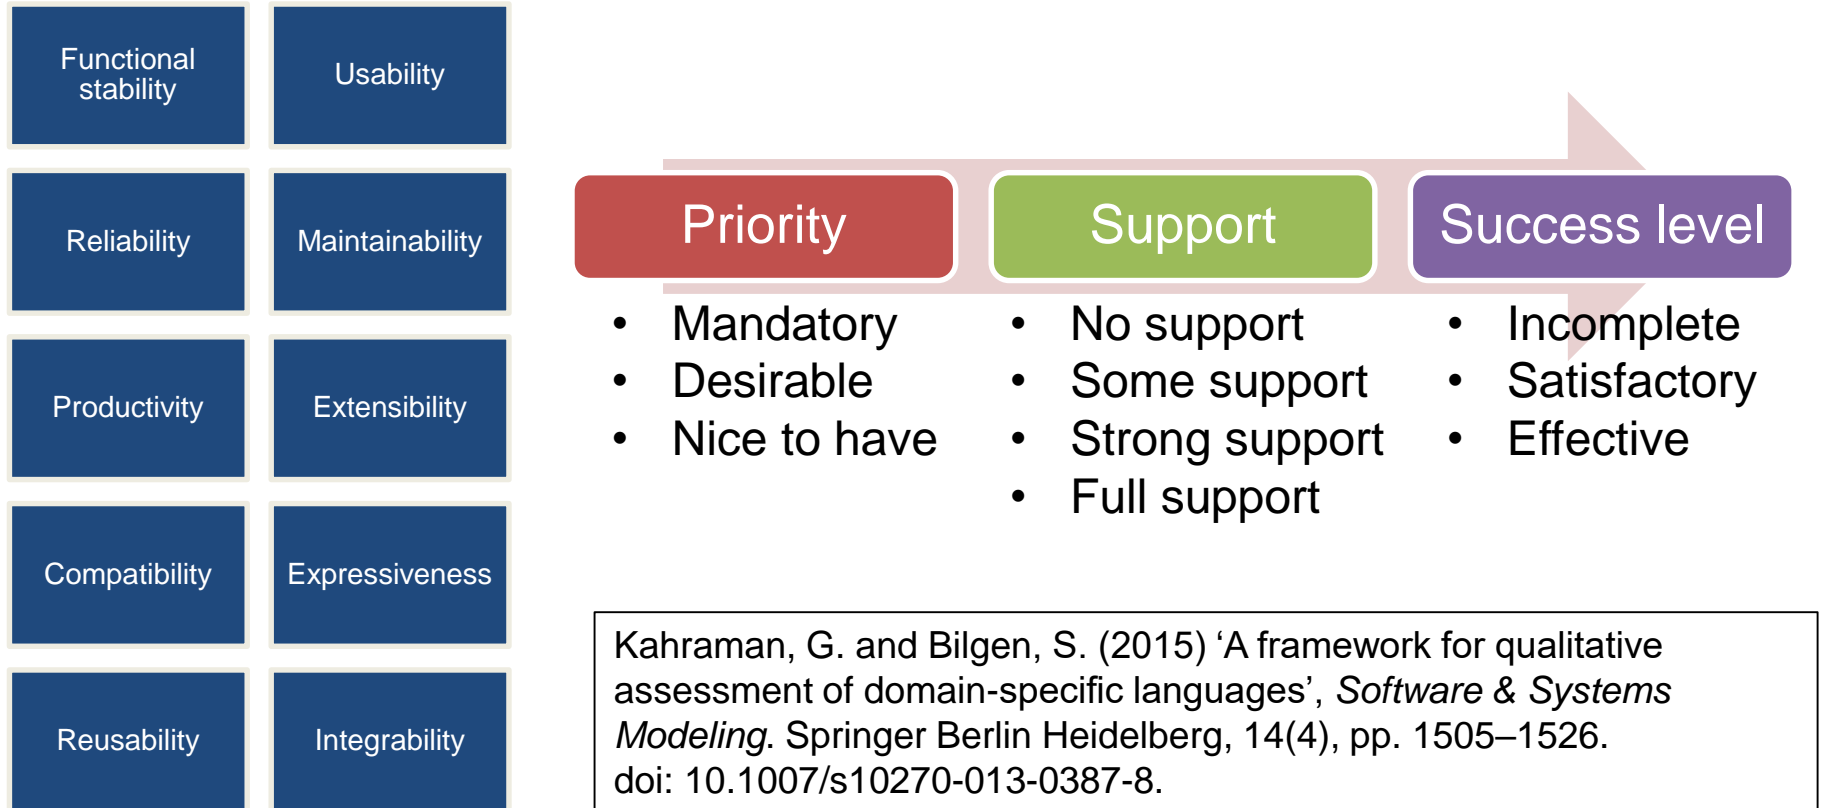 Functional
stability
Usability
Reliability
Maintainability
Productivity
Extensibility
Compatibility
Expressiveness
Reusability
Integrability
Priority
• Mandatory
• Desirable
• Nice to have
Support
• No support
• Some support
• Strong support
• Full support
Success level
• Incomplete
• Satisfactory
• Effective
Kahraman, G. and Bilgen, S. (2015) ‘A framework for qualitative
assessment of domain-specific languages’, Software & Systems
Modeling. Springer Berlin Heidelberg, 14(4), pp. 1505–1526.
doi: 10.1007/s10270-013-0387-8.